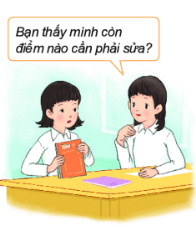 Bạn thấy mình còn
điểm nào cần phải sửa?